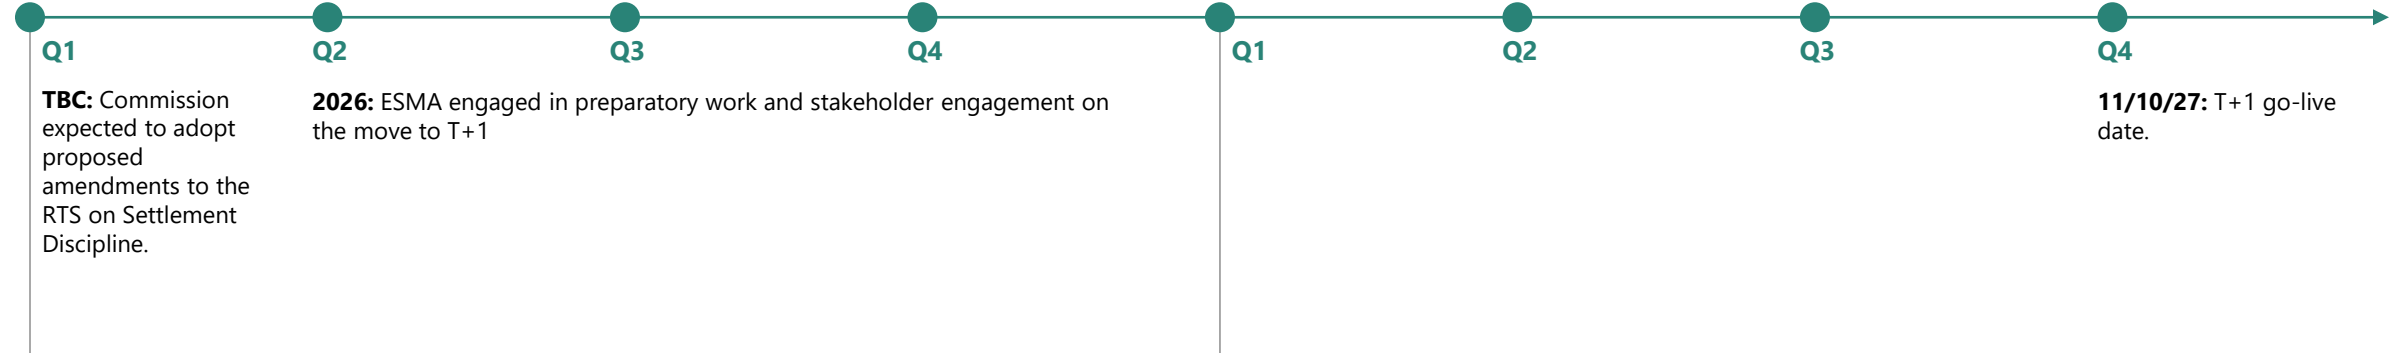 Q1
Q2
Q3
Q4
Q1
Q2
Q3
Q4
TBC: Commission
expected to adopt
proposed
amendments to the
RTS on Settlement
Discipline.
2026: ESMA engaged in preparatory work and stakeholder engagement on
the move to T+1
11/10/27: T+1 go-live
date.